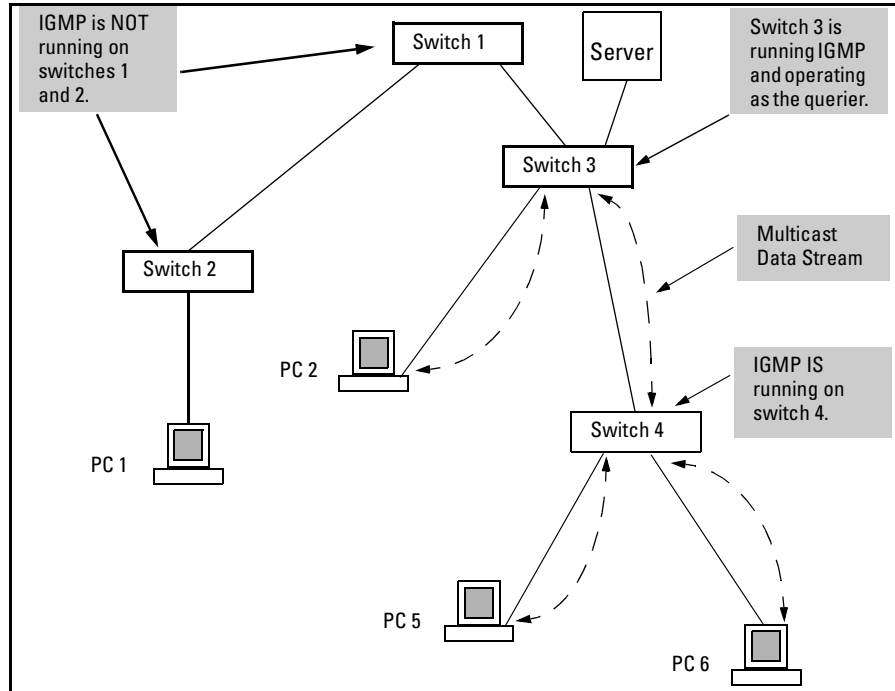 IGMP is NOT
running on
switches 1
and 2.
Switch 1
Server
Switch 3 is
running IGMP
and operating
as the querier.
Switch 3
Multicast
Data Stream
Switch 2
PC 2
IGMP IS
running on
switch 4.
Switch 4
PC 1
PC 5
PC 6